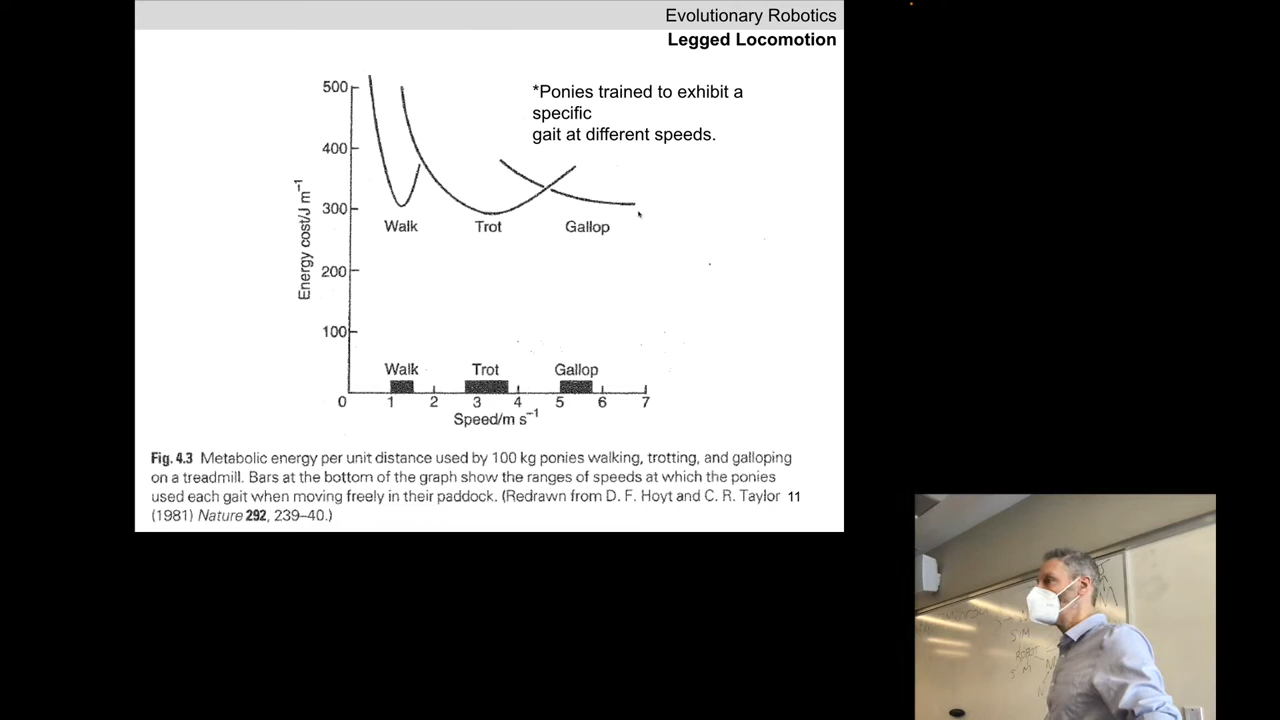 Evolutionary Robotics
Legged Locomotion
*Ponies trained to exhibit a
specific
gait at different speeds.
500
400
300
200
100
Energy cost/J m⁻¹
Walk
Trot
Gallop
Walk
Trot
Gallop
0 1 2 3 4 5 6 7
Speed/m s⁻¹
Fig. 4.3 Metabolic energy per unit distance used by 100 kg ponies walking, trotting, and galloping
on a treadmill. Bars at the bottom of the graph show the ranges of speeds at which the ponies
used each gait when moving freely in their paddock. (Redrawn from D. F. Hoyt and C. R. Taylor 11
(1981) Nature 292, 239–40.)
SIM
ROBOT